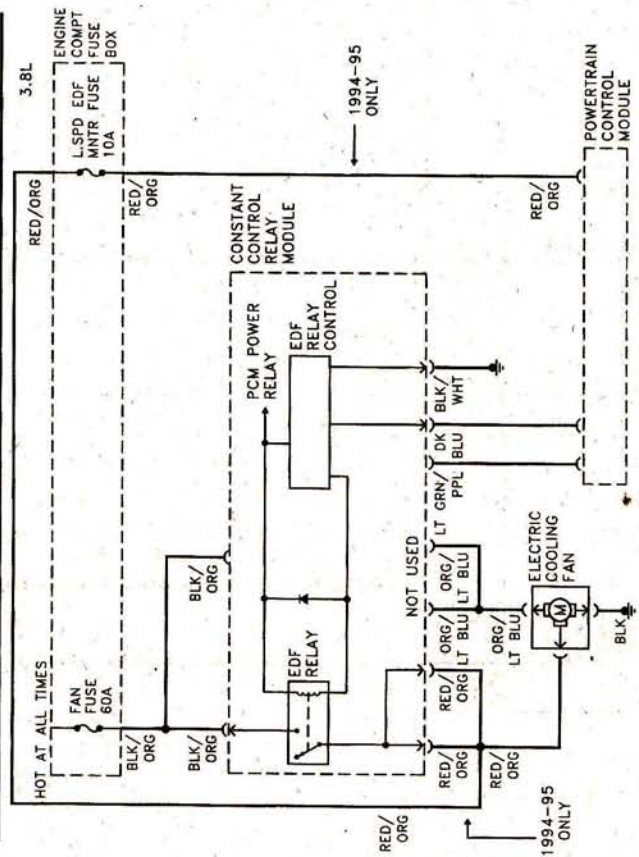 3.8L
HOT AT ALL TIMES
FAN
FUSE
60A
L.SPD EDF
MNTR FUSE
10A
ENGINE
COMPT
FUSE
BOX
RED/ORG
BLK/
ORG
RED/
ORG
BLK/
ORG
BLK/
ORG
CONSTANT
CONTROL
RELAY
MODULE
EDF
RELAY
PCM POWER
RELAY
EDF
RELAY
CONTROL
1994-95
ONLY
NOT USED
RED/
ORG
RED/
ORG
ORG/
LT BLU
ORG/
LT BLU
LT GRN/
PPL
DK
BLU
BLK/
WHT
RED/
ORG
RED/
ORG
RED/
ORG
1994-95
ONLY
ORG/
LT BLU
M
ELECTRIC
COOLING
FAN
BLK
POWERTRAIN
CONTROL
MODULE